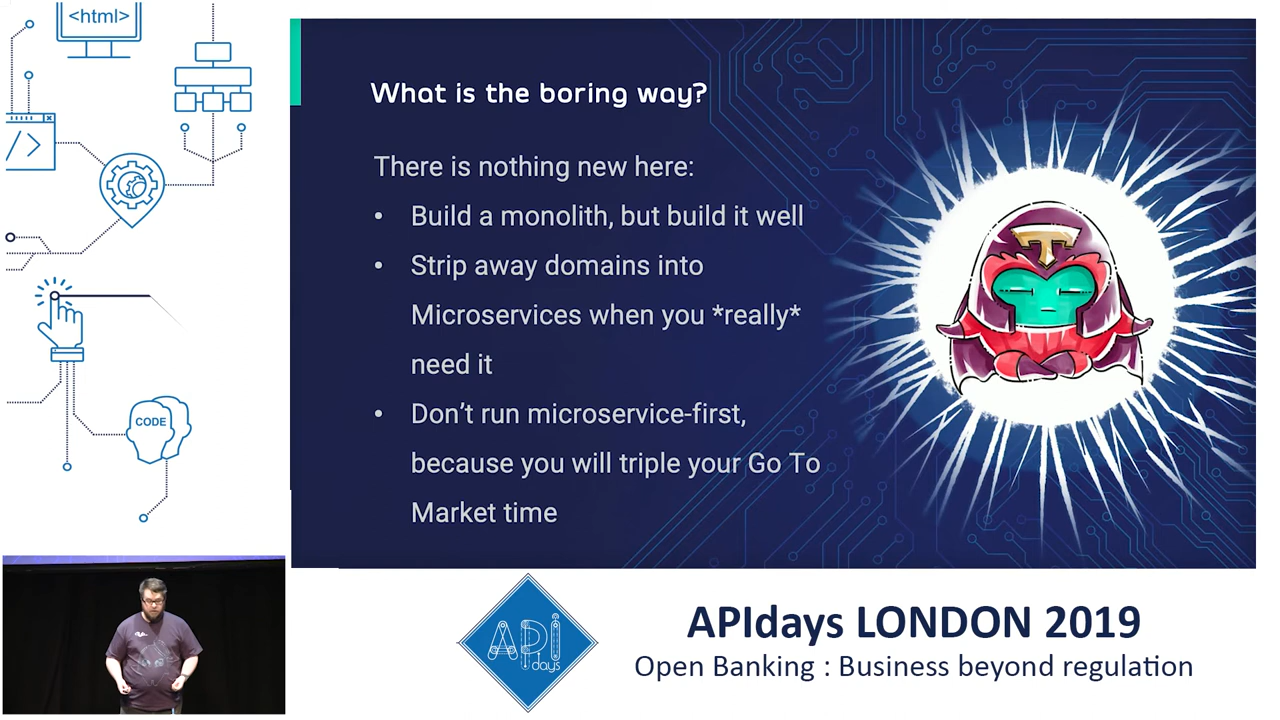 <html>
</>
CODE
What is the boring way?
There is nothing new here:
• Build a monolith, but build it well
• Strip away domains into
Microservices when you *really*
need it
• Don’t run microservice-first,
because you will triple your Go To
Market time
T
API
days
APIdays LONDON 2019
Open Banking : Business beyond regulation